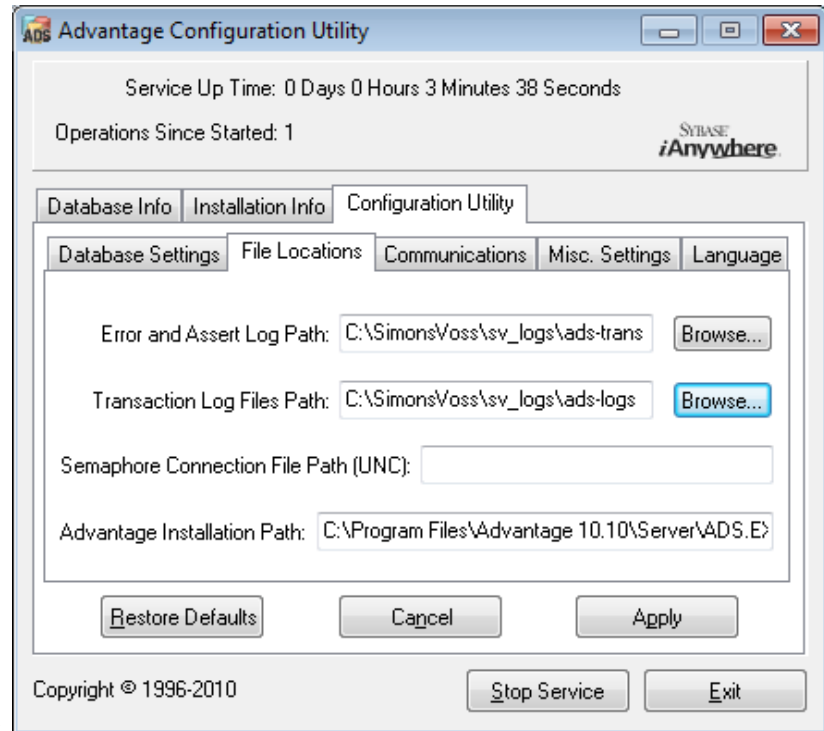 ADS Advantage Configuration Utility
Service Up Time: 0 Days 0 Hours 3 Minutes 38 Seconds
Operations Since Started: 1
SYBASE
iAnywhere.
Database Info Installation Info Configuration Utility
Database Settings File Locations Communications Misc. Settings Language
Error and Assert Log Path: C:\SimonsVoss\sv_logs\ads-trans Browse...
Transaction Log Files Path: C:\SimonsVoss\sv_logs\ads-logs Browse...
Semaphore Connection File Path (UNC):
Advantage Installation Path: C:\Program Files\Advantage 10.10\Server\ADS.EX
Restore Defaults Cancel Apply
Copyright © 1996-2010 Stop Service Exit